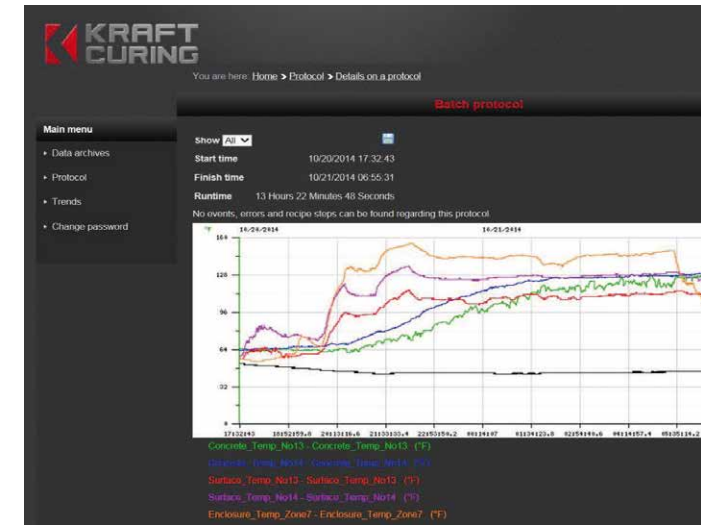 KRAFT
CURING
You are here: Home > Protocol > Details on a protocol
Batch protocol
Main menu
Data archives
Protocol
Trends
Change password
Show All
Start time 10/20/2014 17.32.43
Finish time 10/21/2014 06.55.31
Runtime 13 Hours 22 Minutes 48 Seconds
No events, errors and recipe steps can be found regarding this protocol
°F
10-21-2014
160
128
96
64
32
0
Concrete_Temp_No13 - Concrete_Temp_No13 (°F)
Concrete_Temp_No14 - Concrete_Temp_No14 (°F)
Surface_Temp_No13 - Surface_Temp_No13 (°F)
Surface_Temp_No14 - Surface_Temp_No14 (°F)
Enclosure_Temp_Zone7 - Enclosure_Temp_Zone7 (°F)